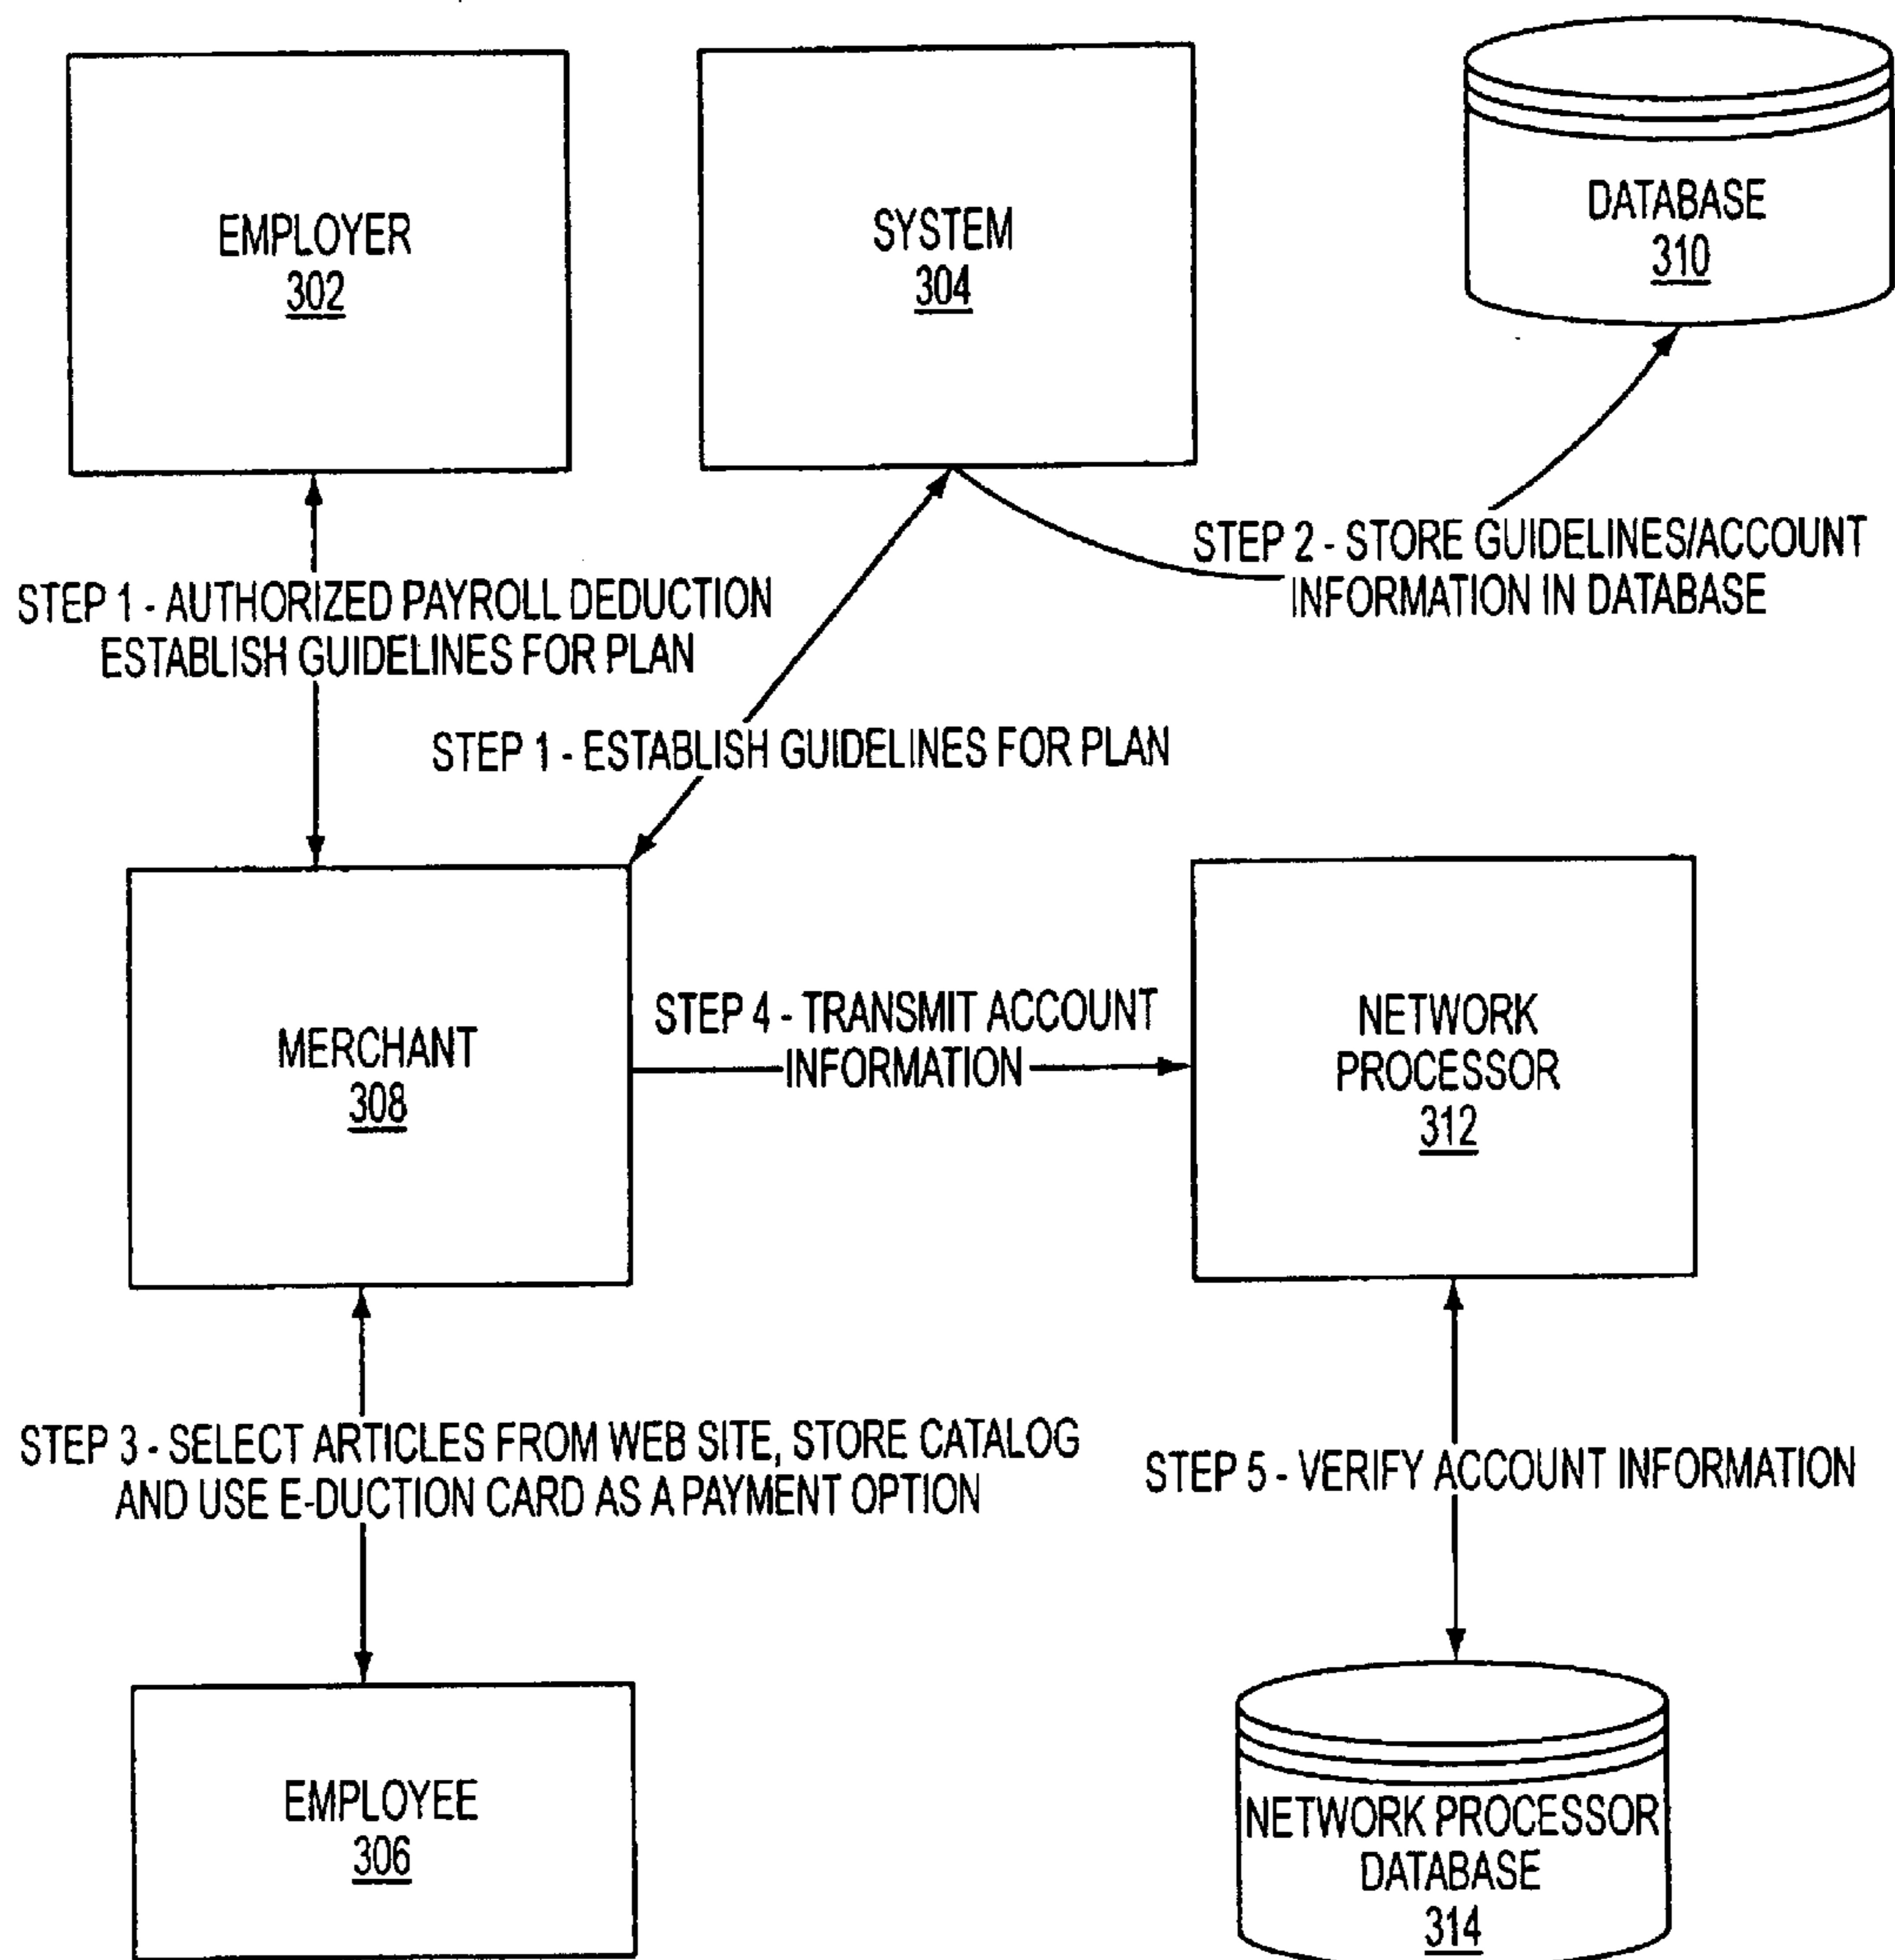 EMPLOYER
302
SYSTEM
304
DATABASE
310
STEP 1 - AUTHORIZED PAYROLL DEDUCTION
ESTABLISH GUIDELINES FOR PLAN
STEP 2 - STORE GUIDELINES/ACCOUNT
INFORMATION IN DATABASE
STEP 1 - ESTABLISH GUIDELINES FOR PLAN
MERCHANT
308
STEP 4 - TRANSMIT ACCOUNT
INFORMATION
NETWORK
PROCESSOR
312
STEP 3 - SELECT ARTICLES FROM WEB SITE, STORE CATALOG
AND USE E-DUCTION CARD AS A PAYMENT OPTION
STEP 5 - VERIFY ACCOUNT INFORMATION
EMPLOYEE
306
NETWORK PROCESSOR
DATABASE
314